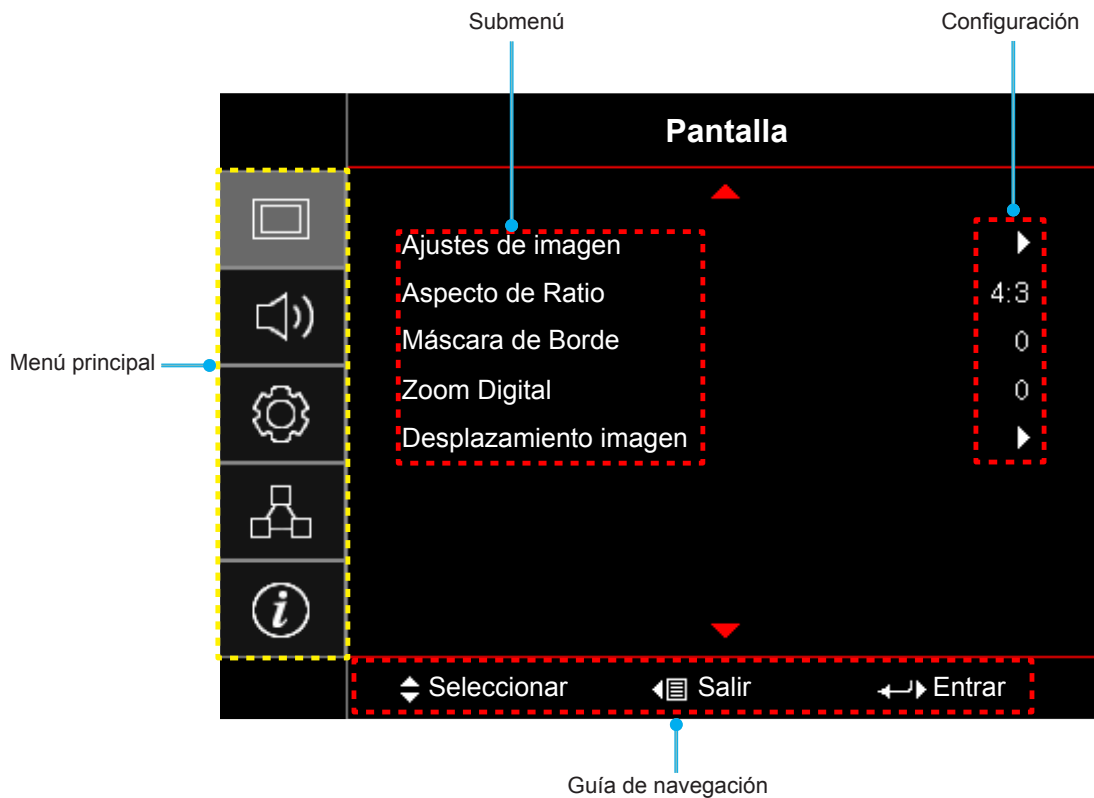 Submenú
Configuración
Pantalla
Ajustes de imagen
Aspecto de Ratio 4:3
Máscara de Borde 0
Menú principal
Zoom Digital 0
Desplazamiento imagen
i
Seleccionar Salir Entrar
Guía de navegación